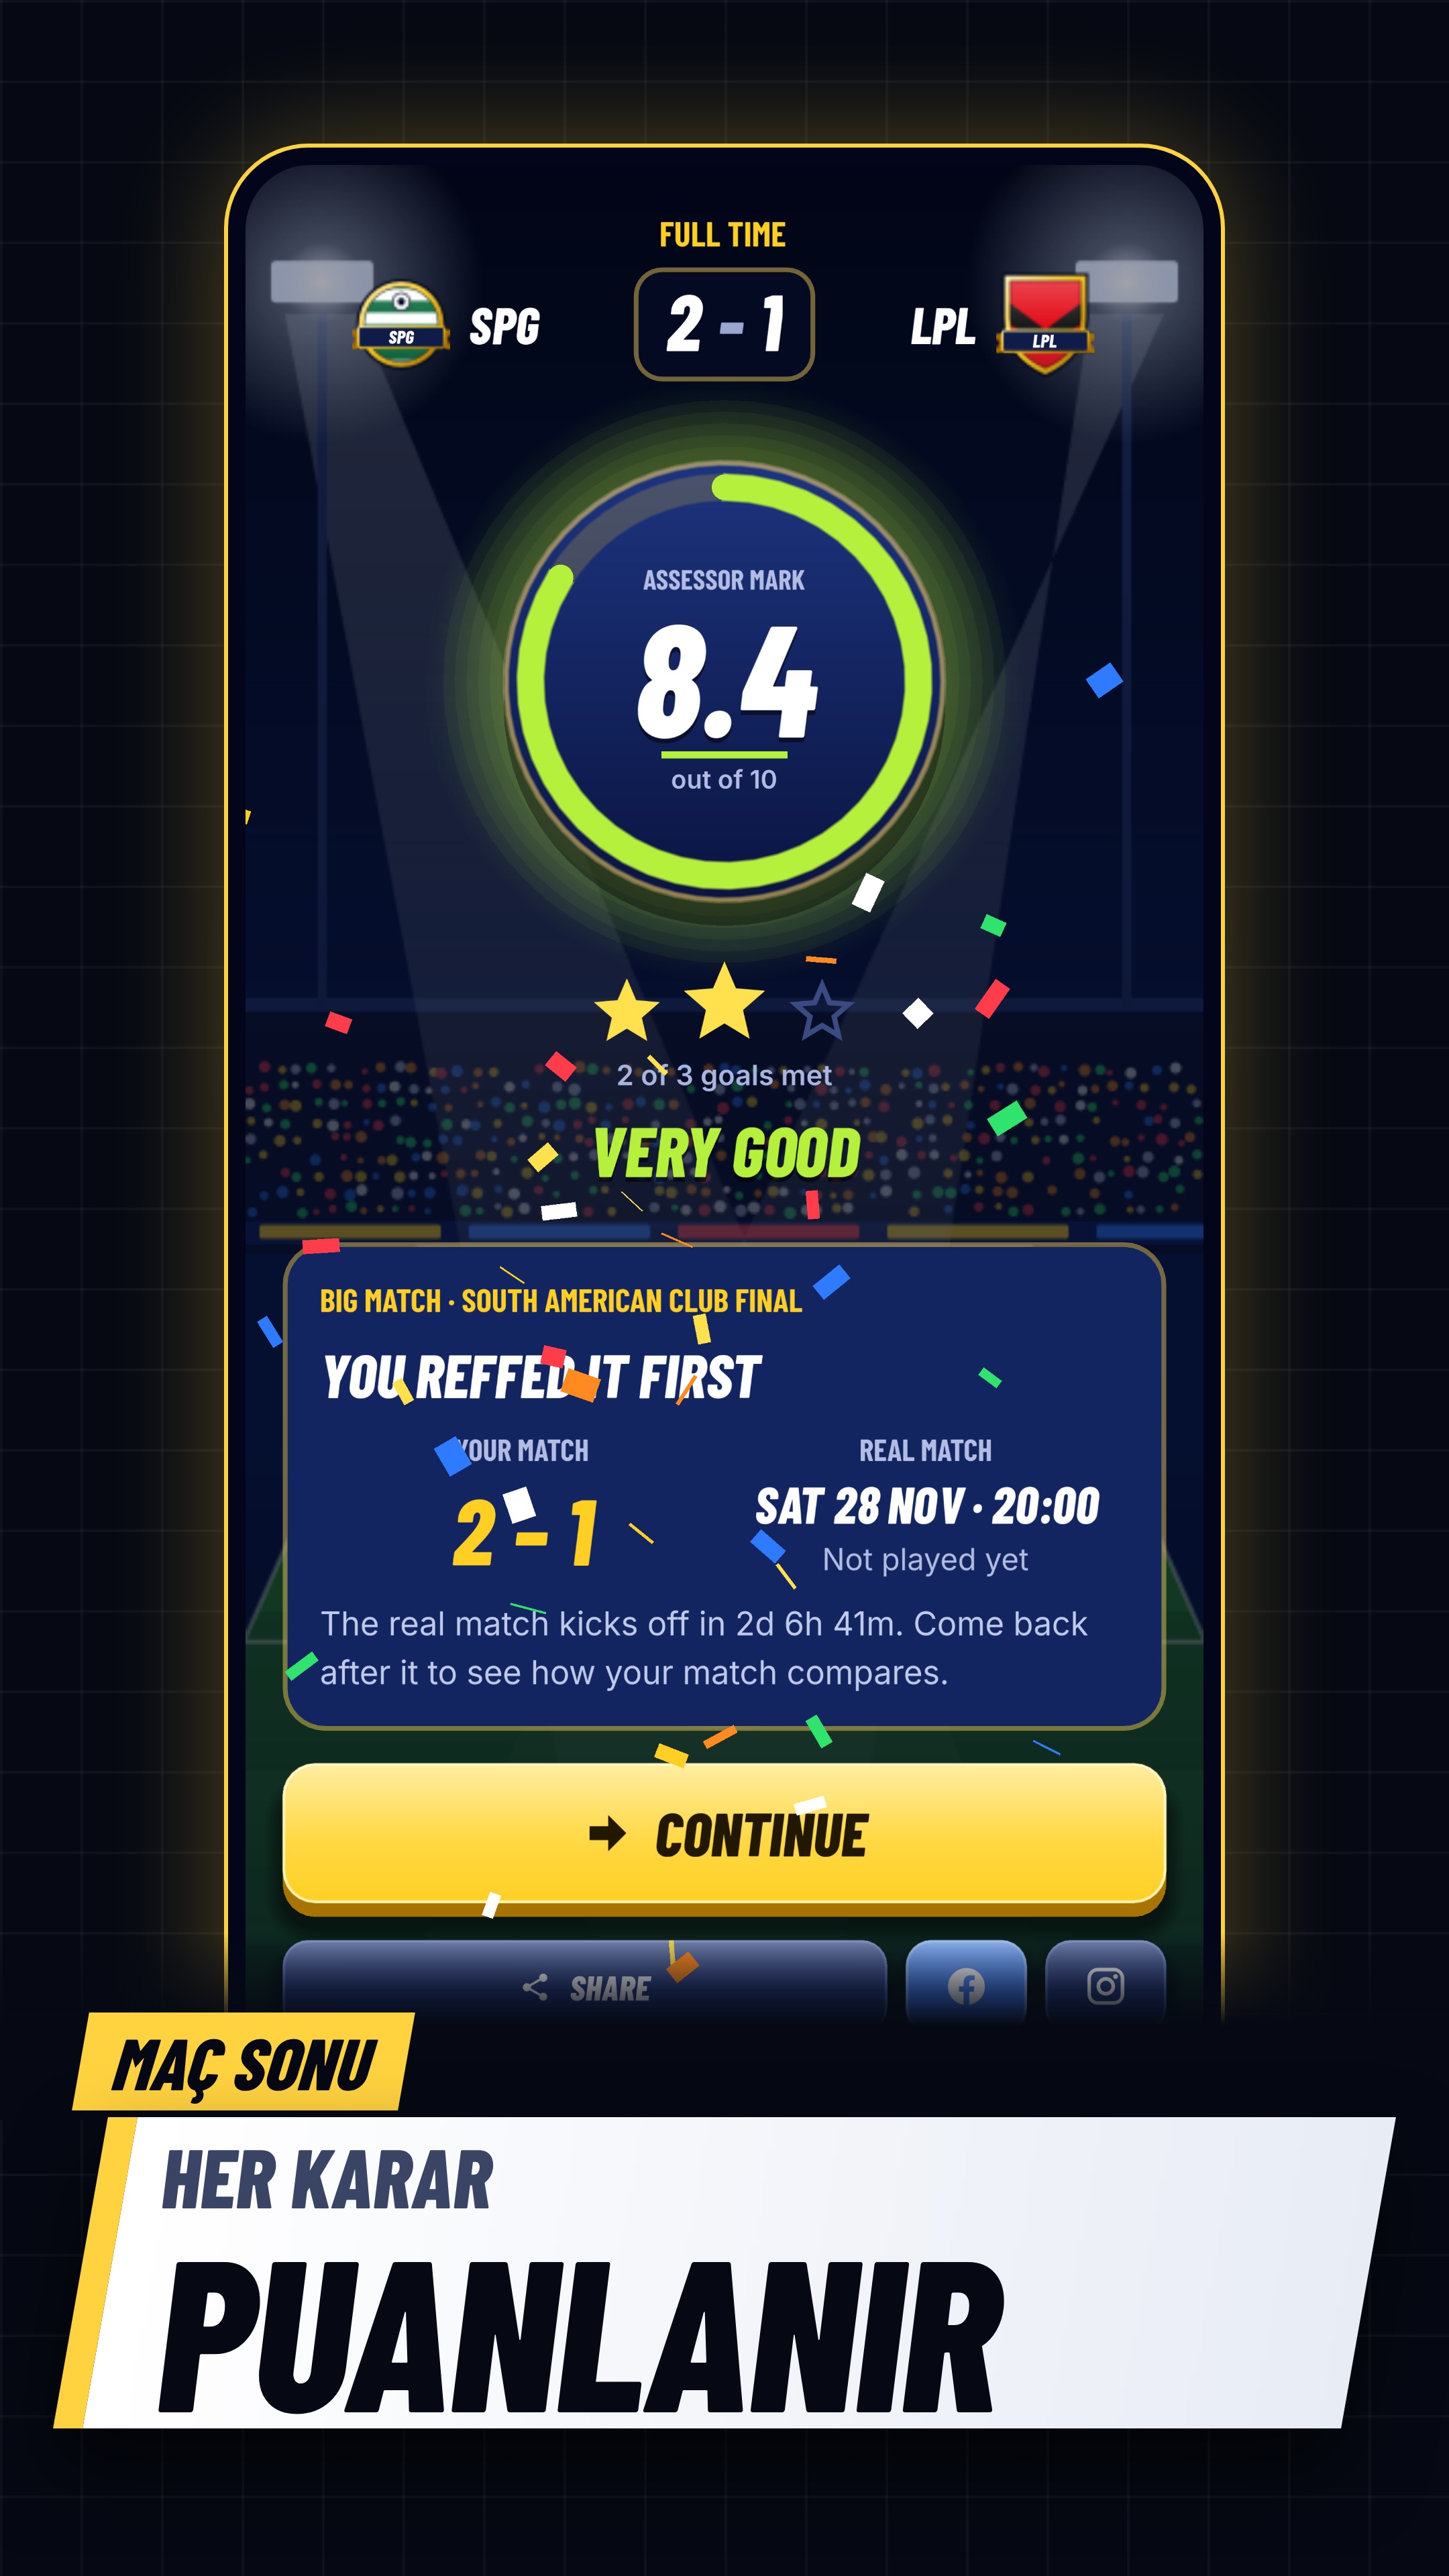 FULL TIME
SPG
SPG
2 - 1
LPL
LPL
ASSESSOR MARK
8.4
out of 10
2 of 3 goals met
VERY GOOD
BIG MATCH · SOUTH AMERICAN CLUB FINAL
YOU REFFED IT FIRST
YOUR MATCH
2 - 1
REAL MATCH
SAT 28 NOV · 20:00
Not played yet
The real match kicks off in 2d 6h 41m. Come back
after it to see how your match compares.
CONTINUE
SHARE
MAÇ SONU
HER KARAR
PUANLANIR